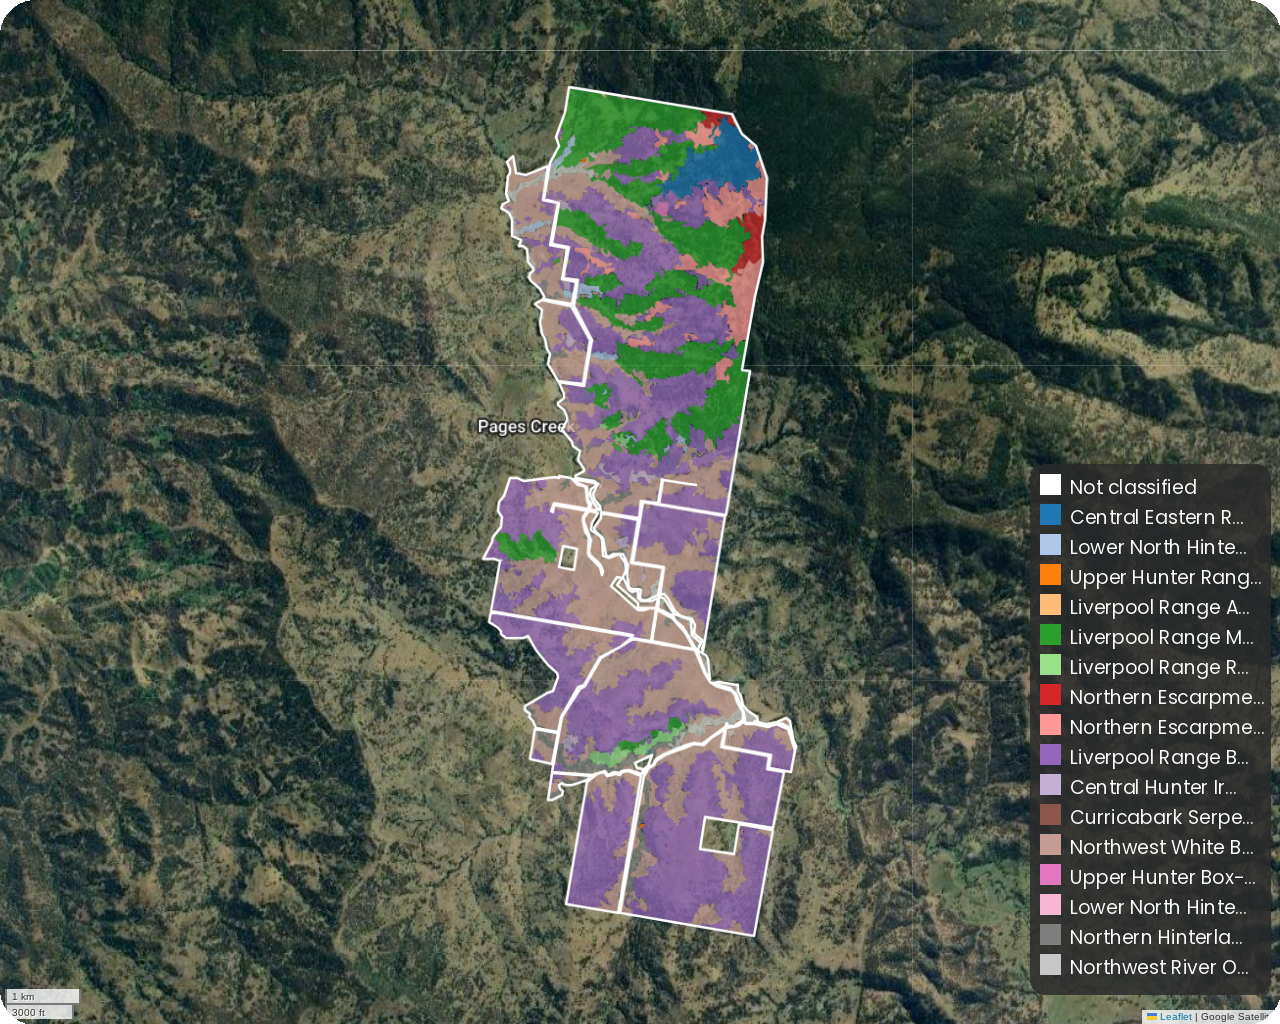 Pages Creek
Not classified
Central Eastern R...
Lower North Hinte...
Upper Hunter Rang...
Liverpool Range A...
Liverpool Range M...
Liverpool Range R...
Northern Escarpme...
Northern Escarpme...
Liverpool Range B...
Central Hunter Ir...
Curricabark Serpe...
Northwest White B...
Upper Hunter Box-...
Lower North Hinte...
Northern Hinterla...
Northwest River O...
1 km
3000 ft
Leaflet | Google Satelli